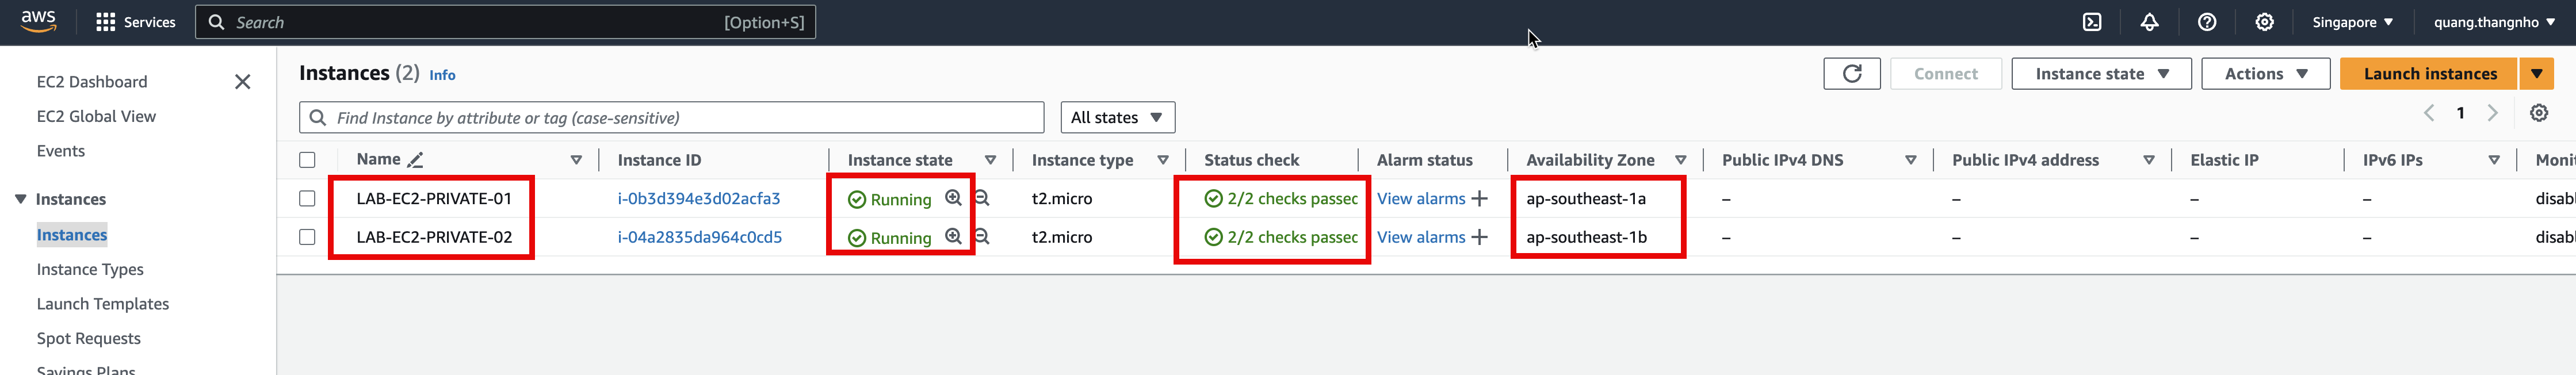 aws Services Search [Option+S] Singapore quang.thangnho
EC2 Dashboard
EC2 Global View
Events
Instances
Instances
Instance Types
Launch Templates
Spot Requests
Savings Plans
Instances (2) Info Connect Instance state Actions Launch instances
Find Instance by attribute or tag (case-sensitive) All states 1
Name Instance ID Instance state Instance type Status check Alarm status Availability Zone Public IPv4 DNS Public IPv4 address Elastic IP IPv6 IPs Monit
LAB-EC2-PRIVATE-01 i-0b3d394e3d02acfa3 Running t2.micro 2/2 checks passed View alarms + ap-southeast-1a – – – – disabl
LAB-EC2-PRIVATE-02 i-04a2835da964c0cd5 Running t2.micro 2/2 checks passed View alarms + ap-southeast-1b – – – – disabl